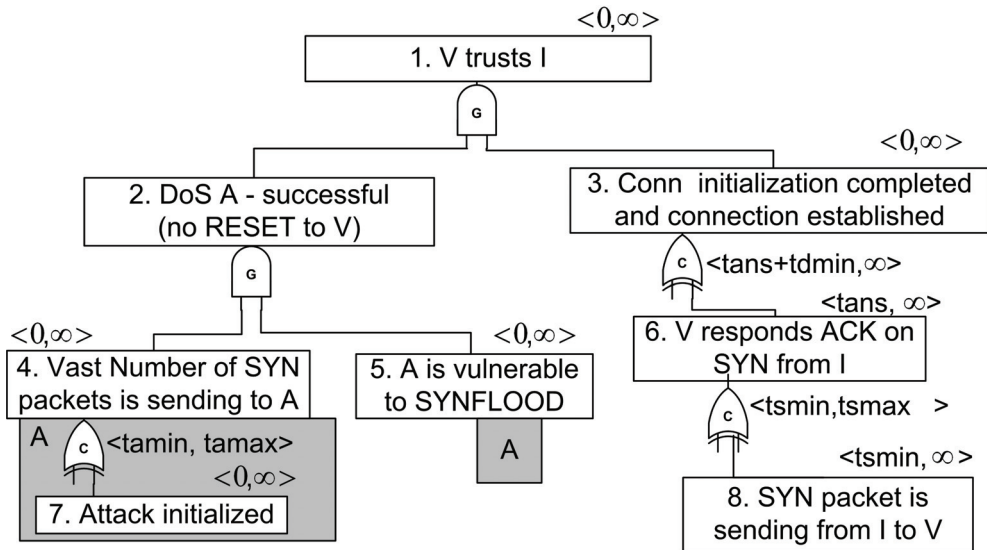 <0,∞>
1. V trusts I
G
<0,∞>
2. DoS A - successful
(no RESET to V)
3. Conn initialization completed
and connection established
G
C
<tans+tdmin,∞>
<0,∞>
<0,∞>
<tans, ∞>
4. Vast Number of SYN
packets is sending to A
5. A is vulnerable
to SYNFLOOD
6. V responds ACK on
SYN from I
A
C
<tamin, tamax>
A
C
<tsmin,tsmax >
<0,∞>
7. Attack initialized
<tsmin, ∞>
8. SYN packet is
sending from I to V